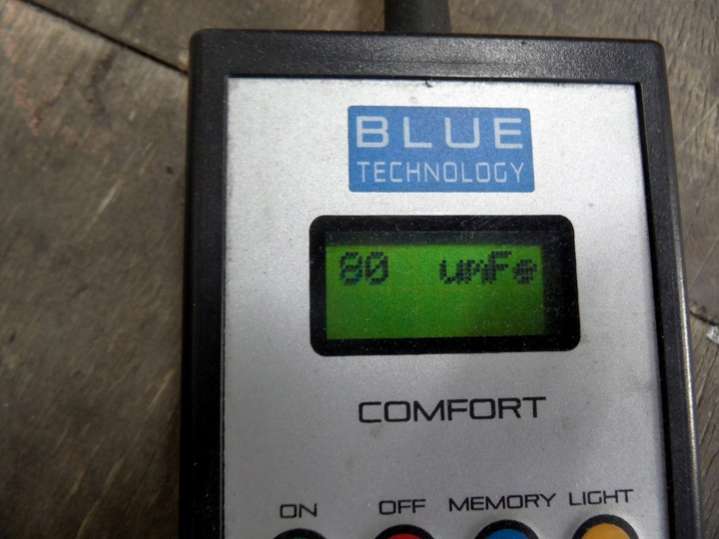 BLUE
TECHNOLOGY
80 umFe
COMFORT
ON OFF MEMORY LIGHT